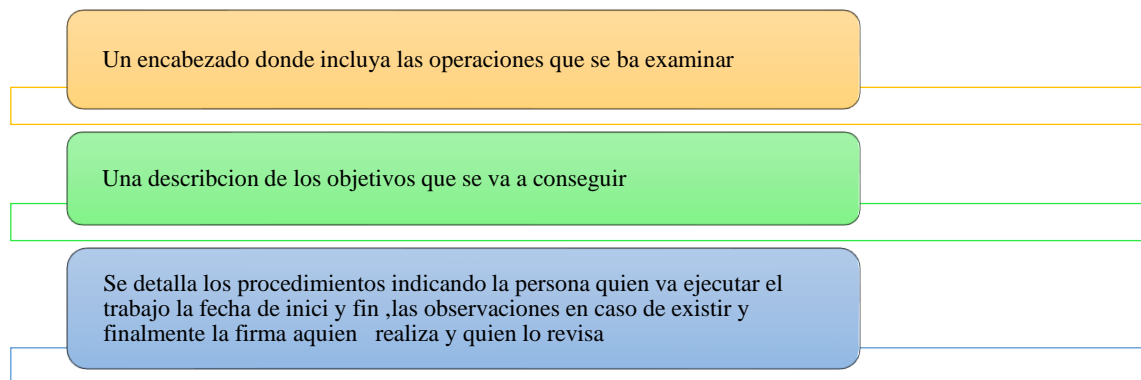 Un encabezado donde incluya las operaciones que se ba examinar
Una describcion de los objetivos que se va a conseguir
Se detalla los procedimientos indicando la persona quien va ejecutar el
trabajo la fecha de inici y fin ,las observaciones en caso de existir y
finalmente la firma aquien   realiza y quien lo revisa